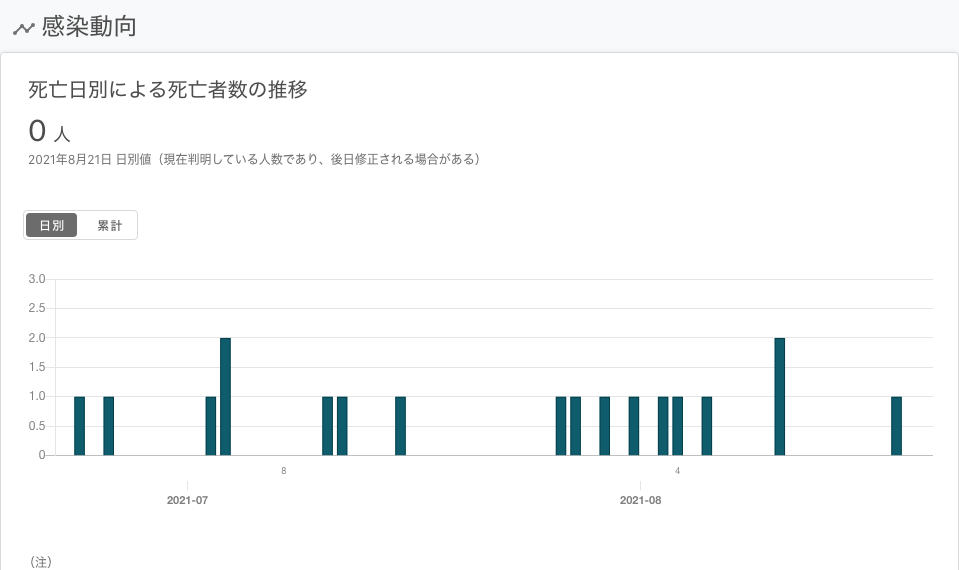 感染動向
死亡日別による死亡者数の推移
0 人
2021年8月21日 日別値（現在判明している人数であり、後日修正される場合がある）
日別 累計
3.0
2.5
2.0
1.5
1.0
0.5
0
8 4
2021-07 2021-08
（注）